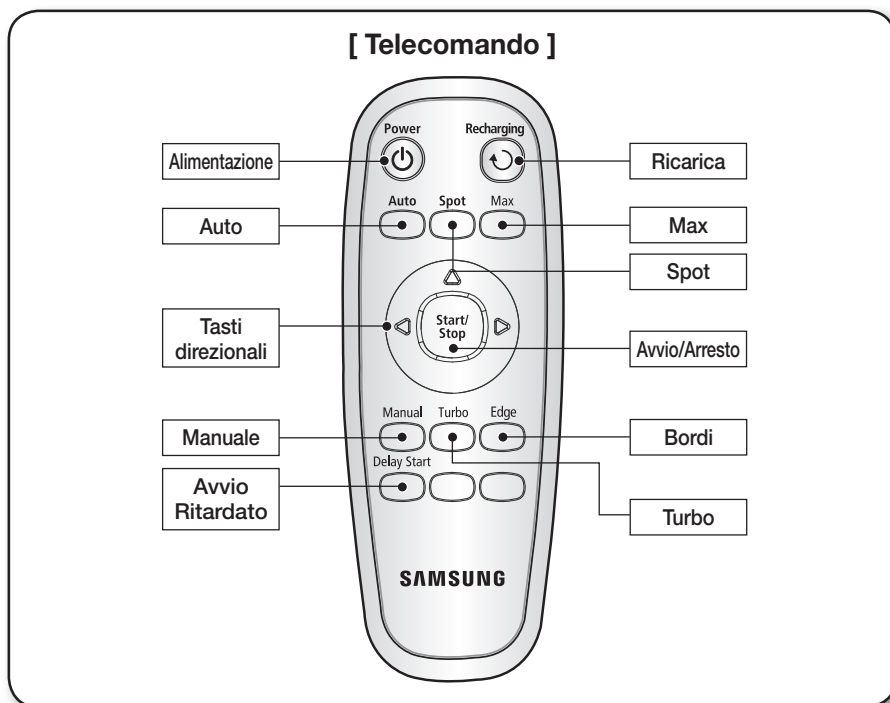 [ Telecomando ]
Power
Recharging
Alimentazione
Ricarica
Auto
Spot
Max
Auto
Max
Spot
Start/
Stop
Tasti
direzionali
Avvio/Arresto
Manual
Turbo
Edge
Manuale
Bordi
Delay Start
Avvio
Ritardato
Turbo
SAMSUNG